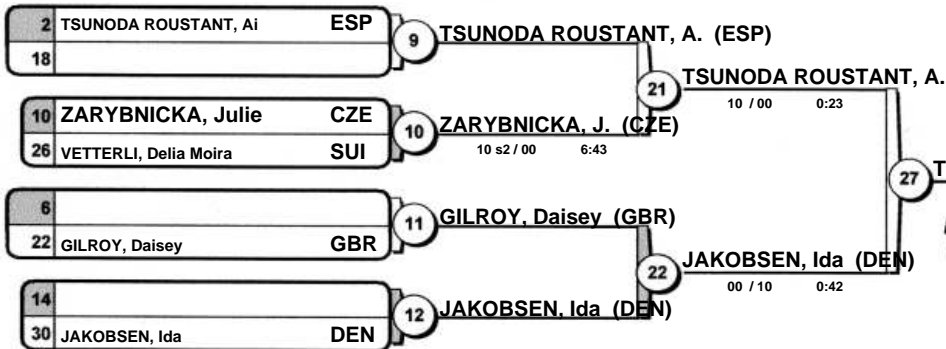 2 TSUNODA ROUSTANT, Ai ESP
18
9
TSUNODA ROUSTANT, A. (ESP)
21
TSUNODA ROUSTANT, A.
10 / 00 0:23
10 ZARYBNICKA, Julie CZE
26 VETTERLI, Delia Moira SUI
10
ZARYBNICKA, J. (CZE)
10 s2 / 00 6:43
27
T
6
22 GILROY, Daisey GBR
11
GILROY, Daisey (GBR)
22
JAKOBSEN, Ida (DEN)
00 / 10 0:42
14
30 JAKOBSEN, Ida DEN
12
JAKOBSEN, Ida (DEN)